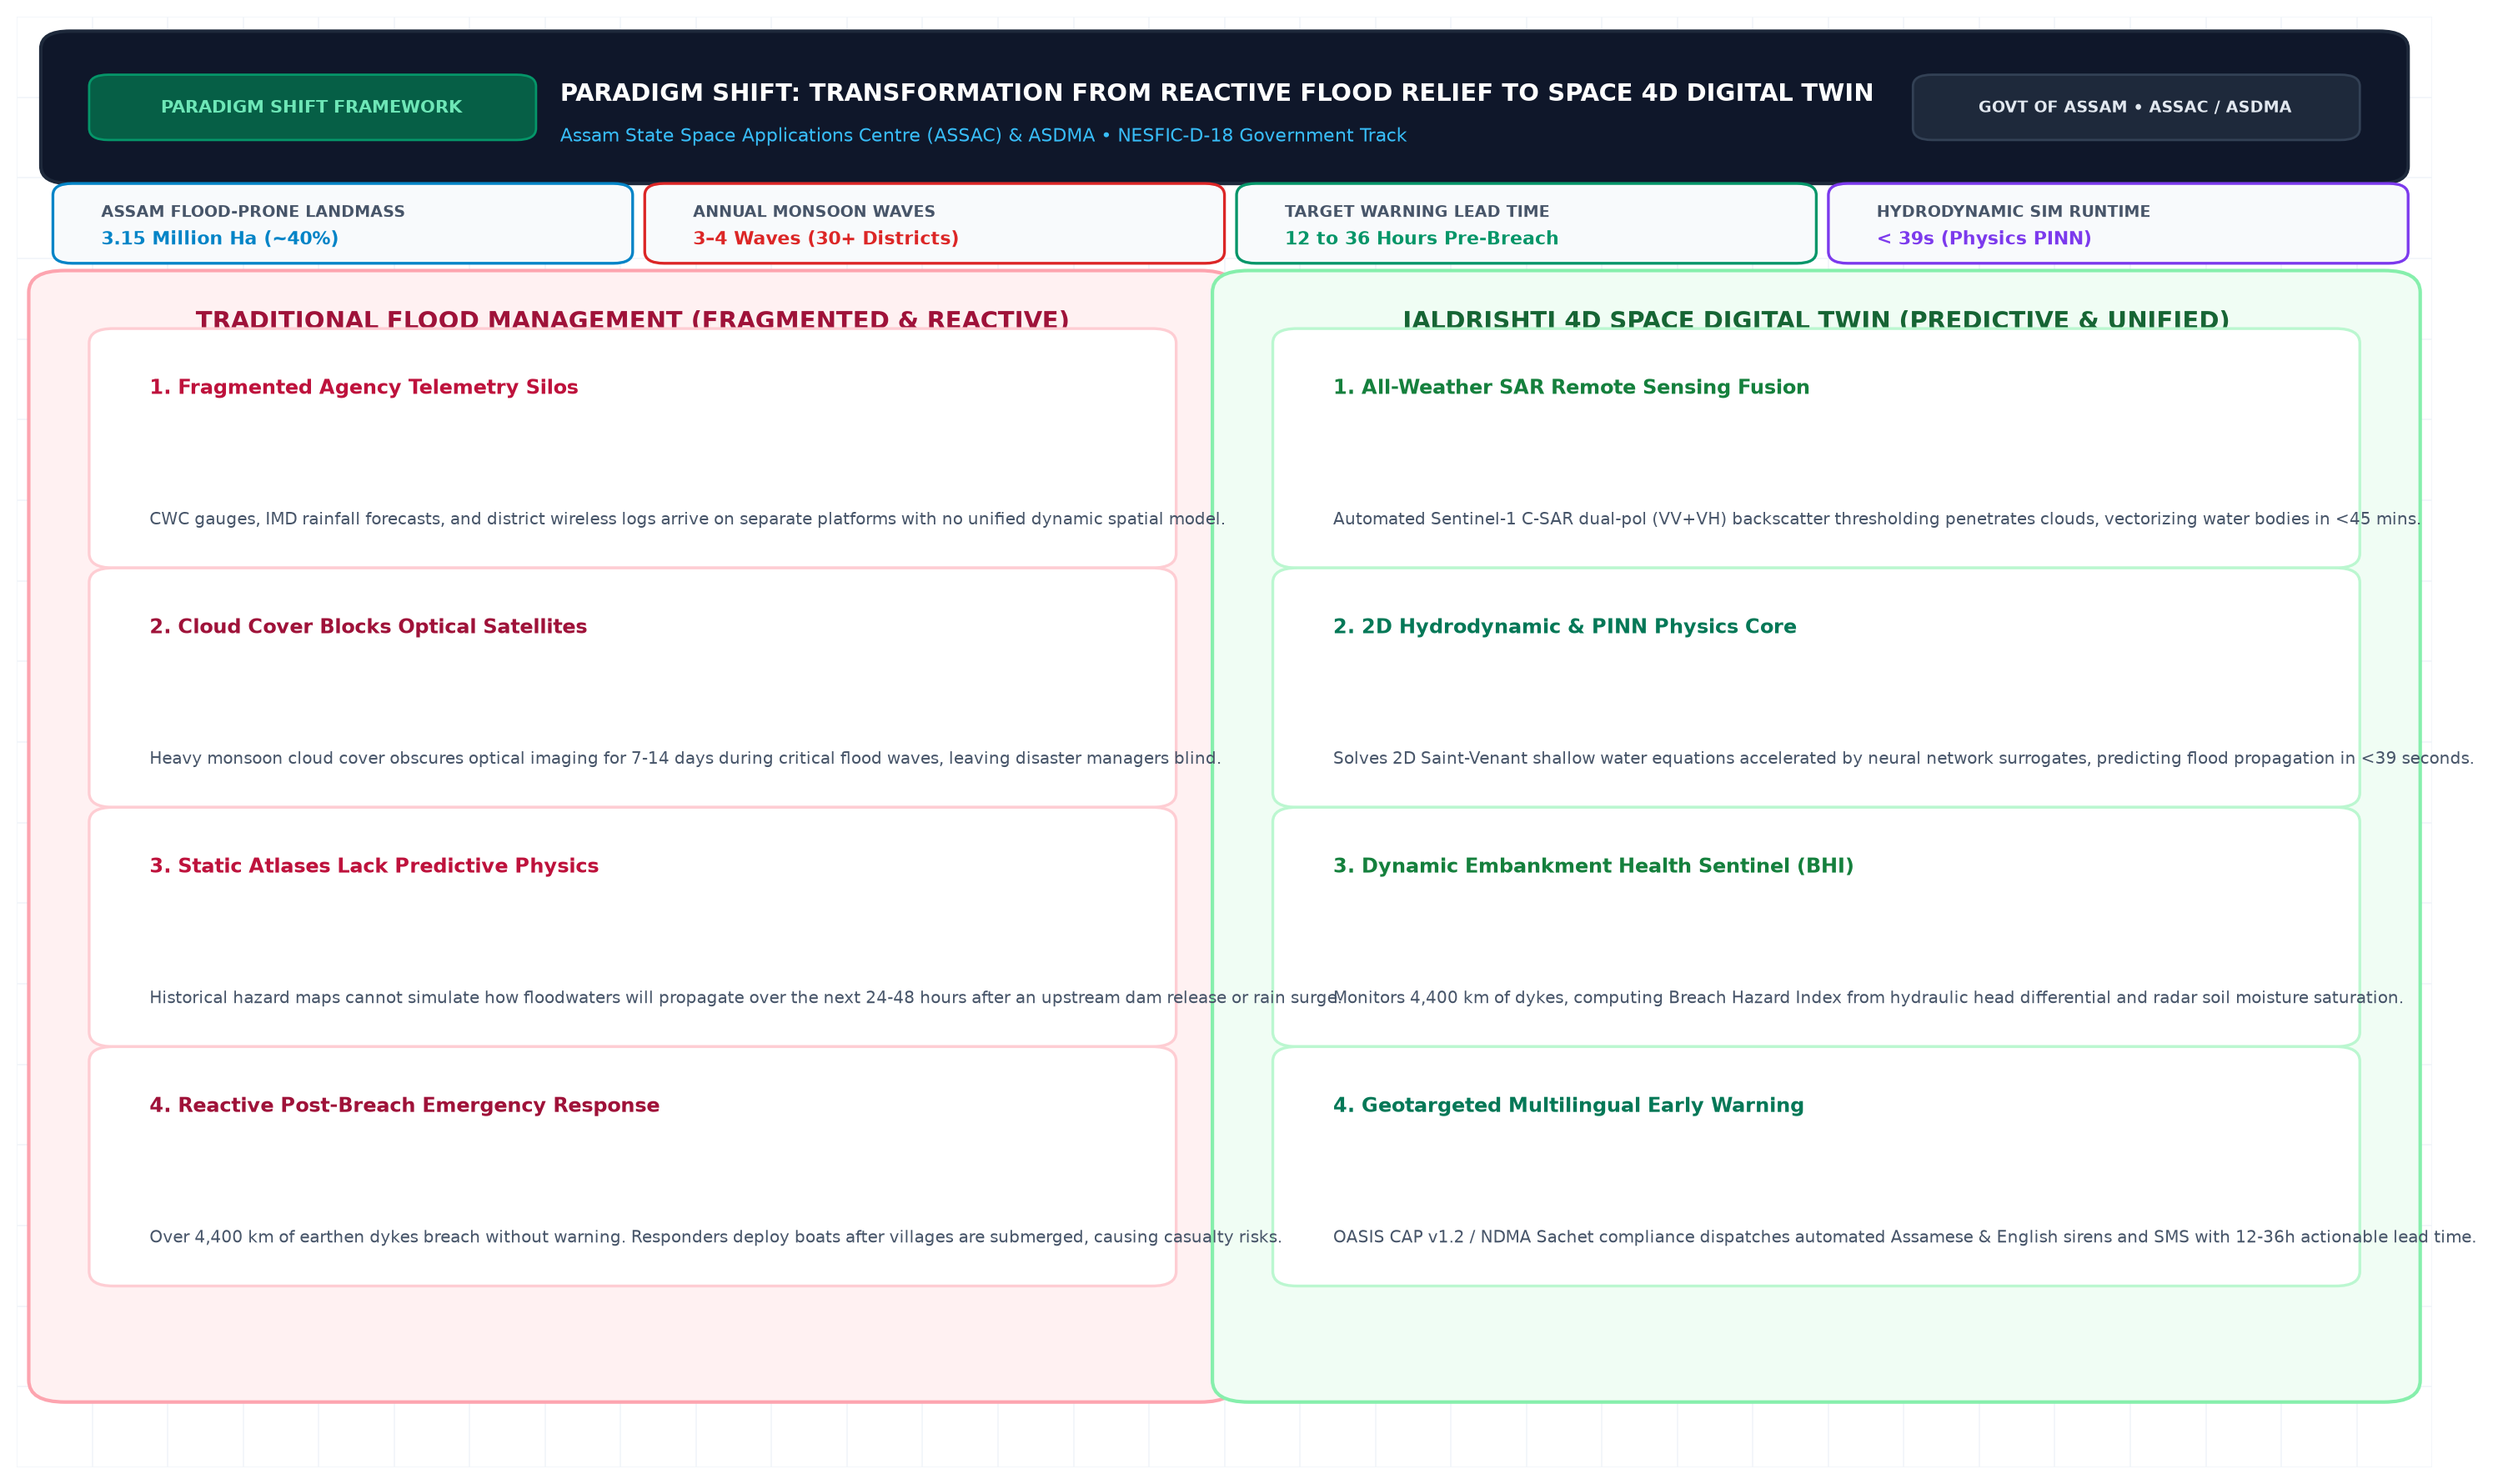 PARADIGM SHIFT FRAMEWORK
PARADIGM SHIFT: TRANSFORMATION FROM REACTIVE FLOOD RELIEF TO SPACE 4D DIGITAL TWIN
Assam State Space Applications Centre (ASSAC) & ASDMA • NESFIC-D-18 Government Track
GOVT OF ASSAM • ASSAC / ASDMA
ASSAM FLOOD-PRONE LANDMASS
3.15 Million Ha (~40%)
ANNUAL MONSOON WAVES
3–4 Waves (30+ Districts)
TARGET WARNING LEAD TIME
12 to 36 Hours Pre-Breach
HYDRODYNAMIC SIM RUNTIME
< 39s (Physics PINN)
TRADITIONAL FLOOD MANAGEMENT (FRAGMENTED & REACTIVE)
1. Fragmented Agency Telemetry Silos
CWC gauges, IMD rainfall forecasts, and district wireless logs arrive on separate platforms with no unified dynamic spatial model.
2. Cloud Cover Blocks Optical Satellites
Heavy monsoon cloud cover obscures optical imaging for 7-14 days during critical flood waves, leaving disaster managers blind.
3. Static Atlases Lack Predictive Physics
Historical hazard maps cannot simulate how floodwaters will propagate over the next 24-48 hours after an upstream dam release or rain surge.
4. Reactive Post-Breach Emergency Response
Over 4,400 km of earthen dykes breach without warning. Responders deploy boats after villages are submerged, causing casualty risks.
JALDRISHTI 4D SPACE DIGITAL TWIN (PREDICTIVE & UNIFIED)
1. All-Weather SAR Remote Sensing Fusion
Automated Sentinel-1 C-SAR dual-pol (VV+VH) backscatter thresholding penetrates clouds, vectorizing water bodies in <45 mins.
2. 2D Hydrodynamic & PINN Physics Core
Solves 2D Saint-Venant shallow water equations accelerated by neural network surrogates, predicting flood propagation in <39 seconds.
3. Dynamic Embankment Health Sentinel (BHI)
Monitors 4,400 km of dykes, computing Breach Hazard Index from hydraulic head differential and radar soil moisture saturation.
4. Geotargeted Multilingual Early Warning
OASIS CAP v1.2 / NDMA Sachet compliance dispatches automated Assamese & English sirens and SMS with 12-36h actionable lead time.